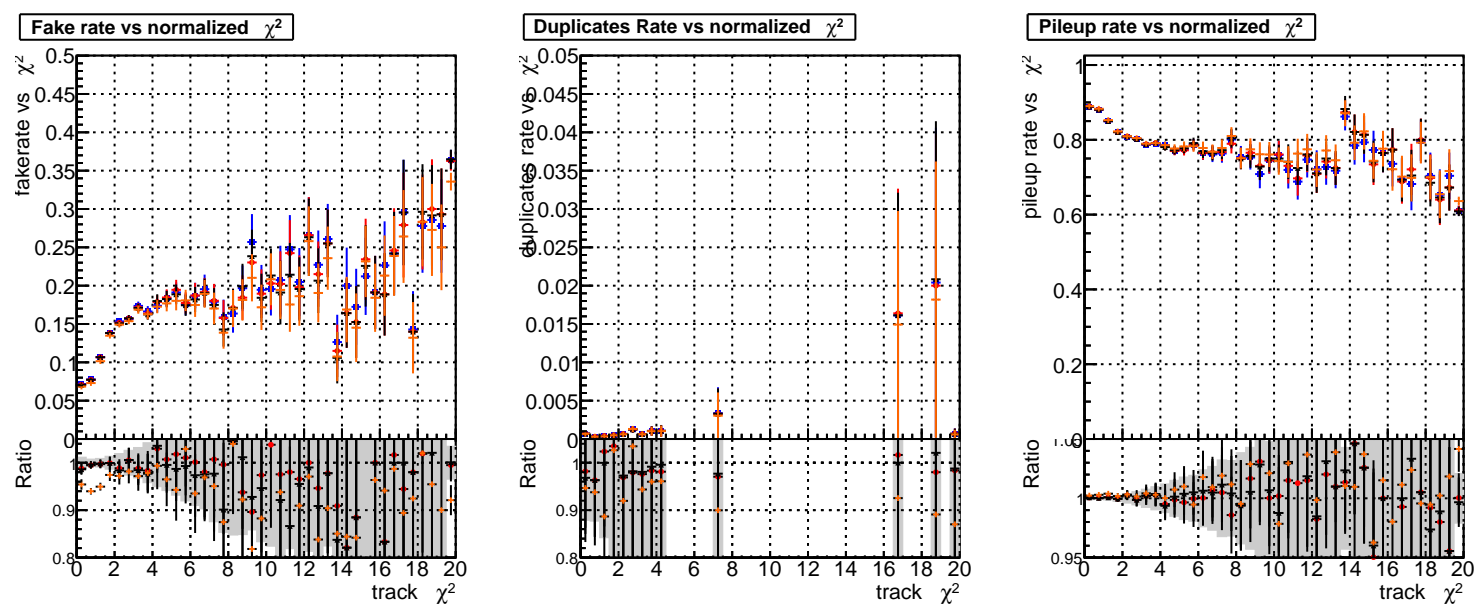 Fake rate vs normalized χ²
fakerate vs χ²
0.5
0.45
0.4
0.35
0.3
0.25
0.2
0.15
0.1
0.05
0
Ratio
1
0.9
0.8
0 2 4 6 8 10 12 14 16 18 20
track χ²
Duplicates Rate vs normalized χ²
duplicates rate vs χ²
0.05
0.045
0.04
0.035
0.03
0.025
0.02
0.015
0.01
0.005
0
Ratio
1
0.9
0.8
0 2 4 6 8 10 12 14 16 18 20
track χ²
Pileup rate vs normalized χ²
pileup rate vs χ²
1
0.8
0.6
0.4
0.2
0
Ratio
1
0.95
0 2 4 6 8 10 12 14 16 18 20
track χ²